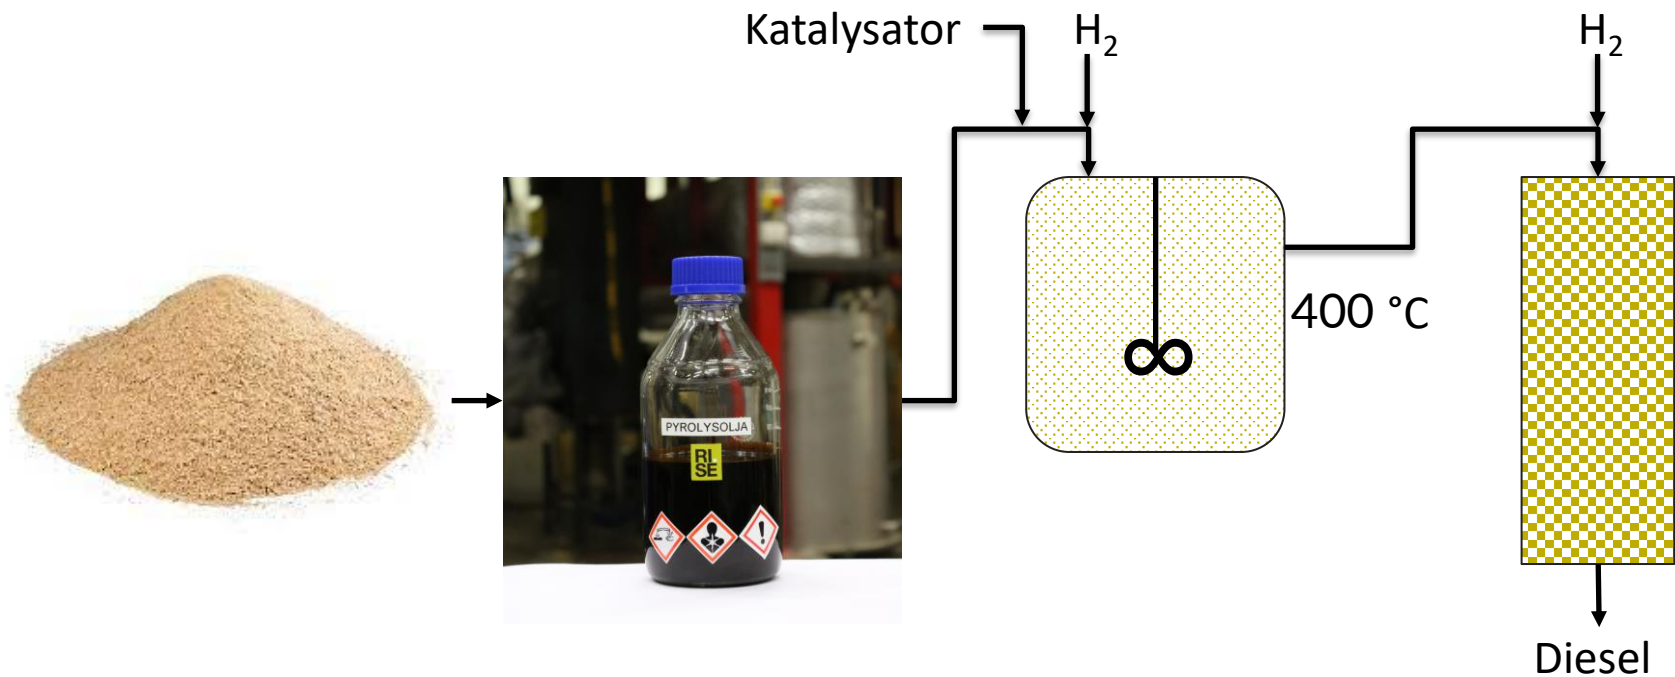 Katalysator
H₂
H₂
PYROLYSOLJA
RI.
SE
400 °C
Diesel